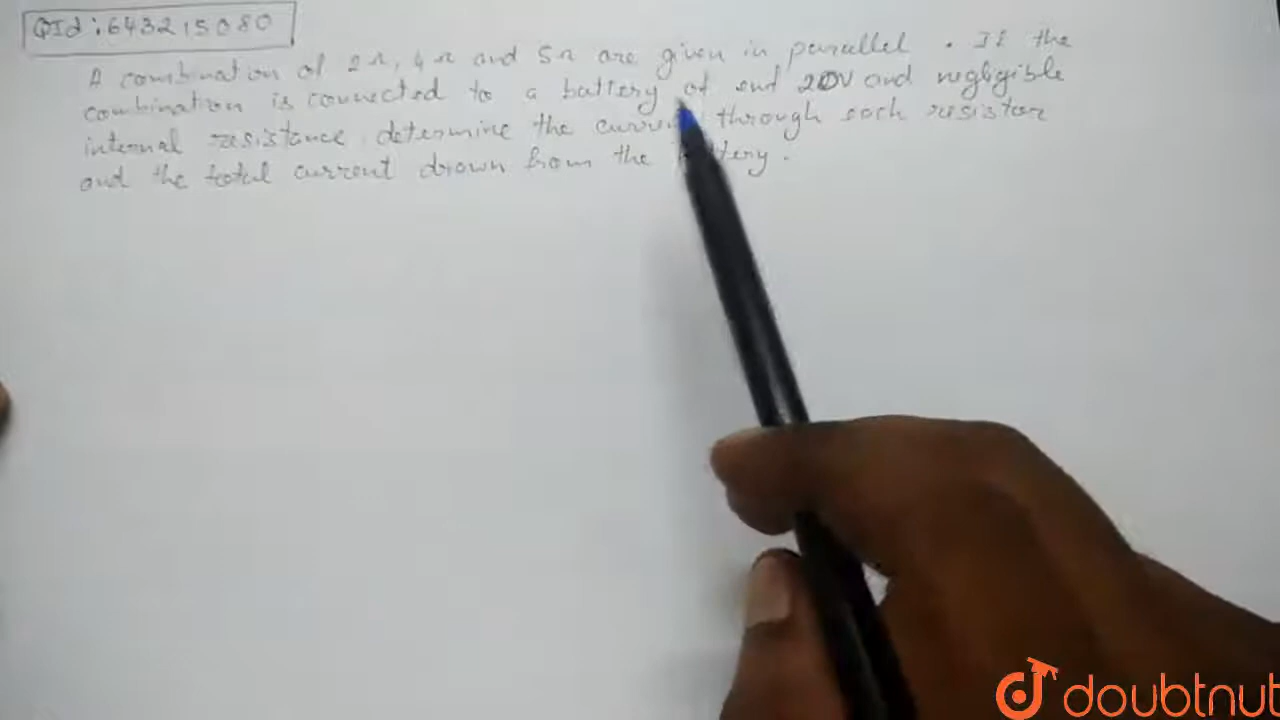 QId : 643215080
A combination of 2Ω, 4Ω and 5Ω are given in parallel . If the
combination is connected to a battery of emf 20V and negligible
internal resistance, determine the through each resistor
and the total current drawn from the .
doubtnut